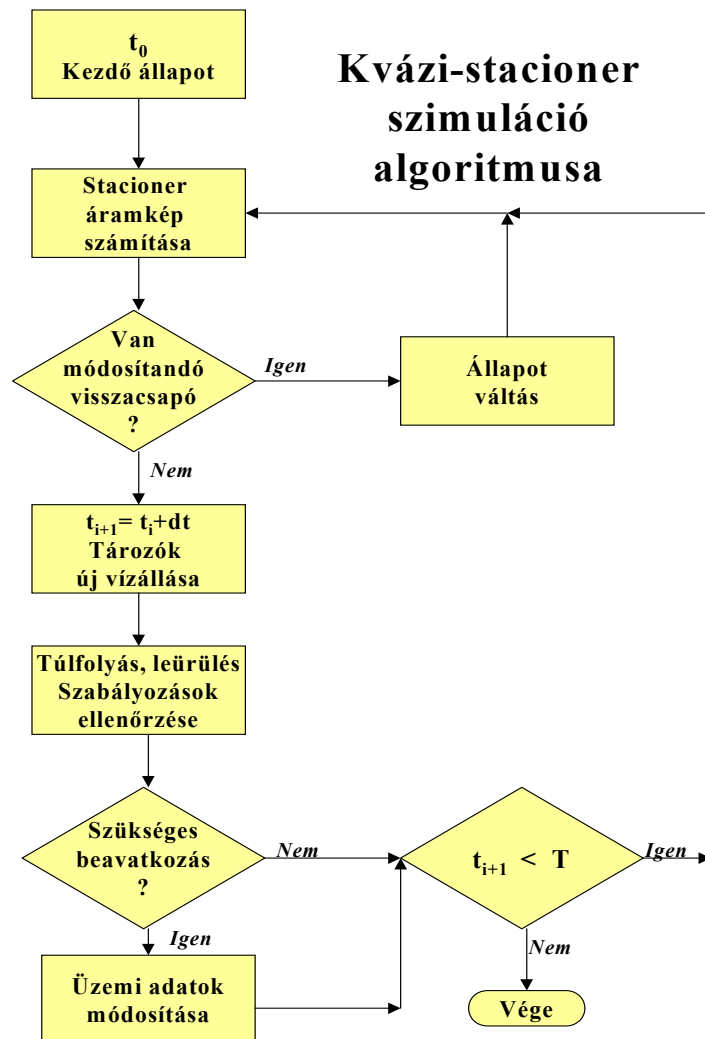 t₀
Kezdő állapot
Kvázi-stacioner
szimuláció
algoritmusa
Stacioner
áramkép
számítása
Van
módosítandó
visszacsapó
?
Igen
Állapot
váltás
Nem
tᵢ₊₁= tᵢ+dt
Tározók
új vízállása
Túlfolyás, leürülés
Szabályozások
ellenőrzése
Szükséges
beavatkozás
?
Nem
tᵢ₊₁ < T
Igen
Igen
Nem
Üzemi adatok
módosítása
Vége